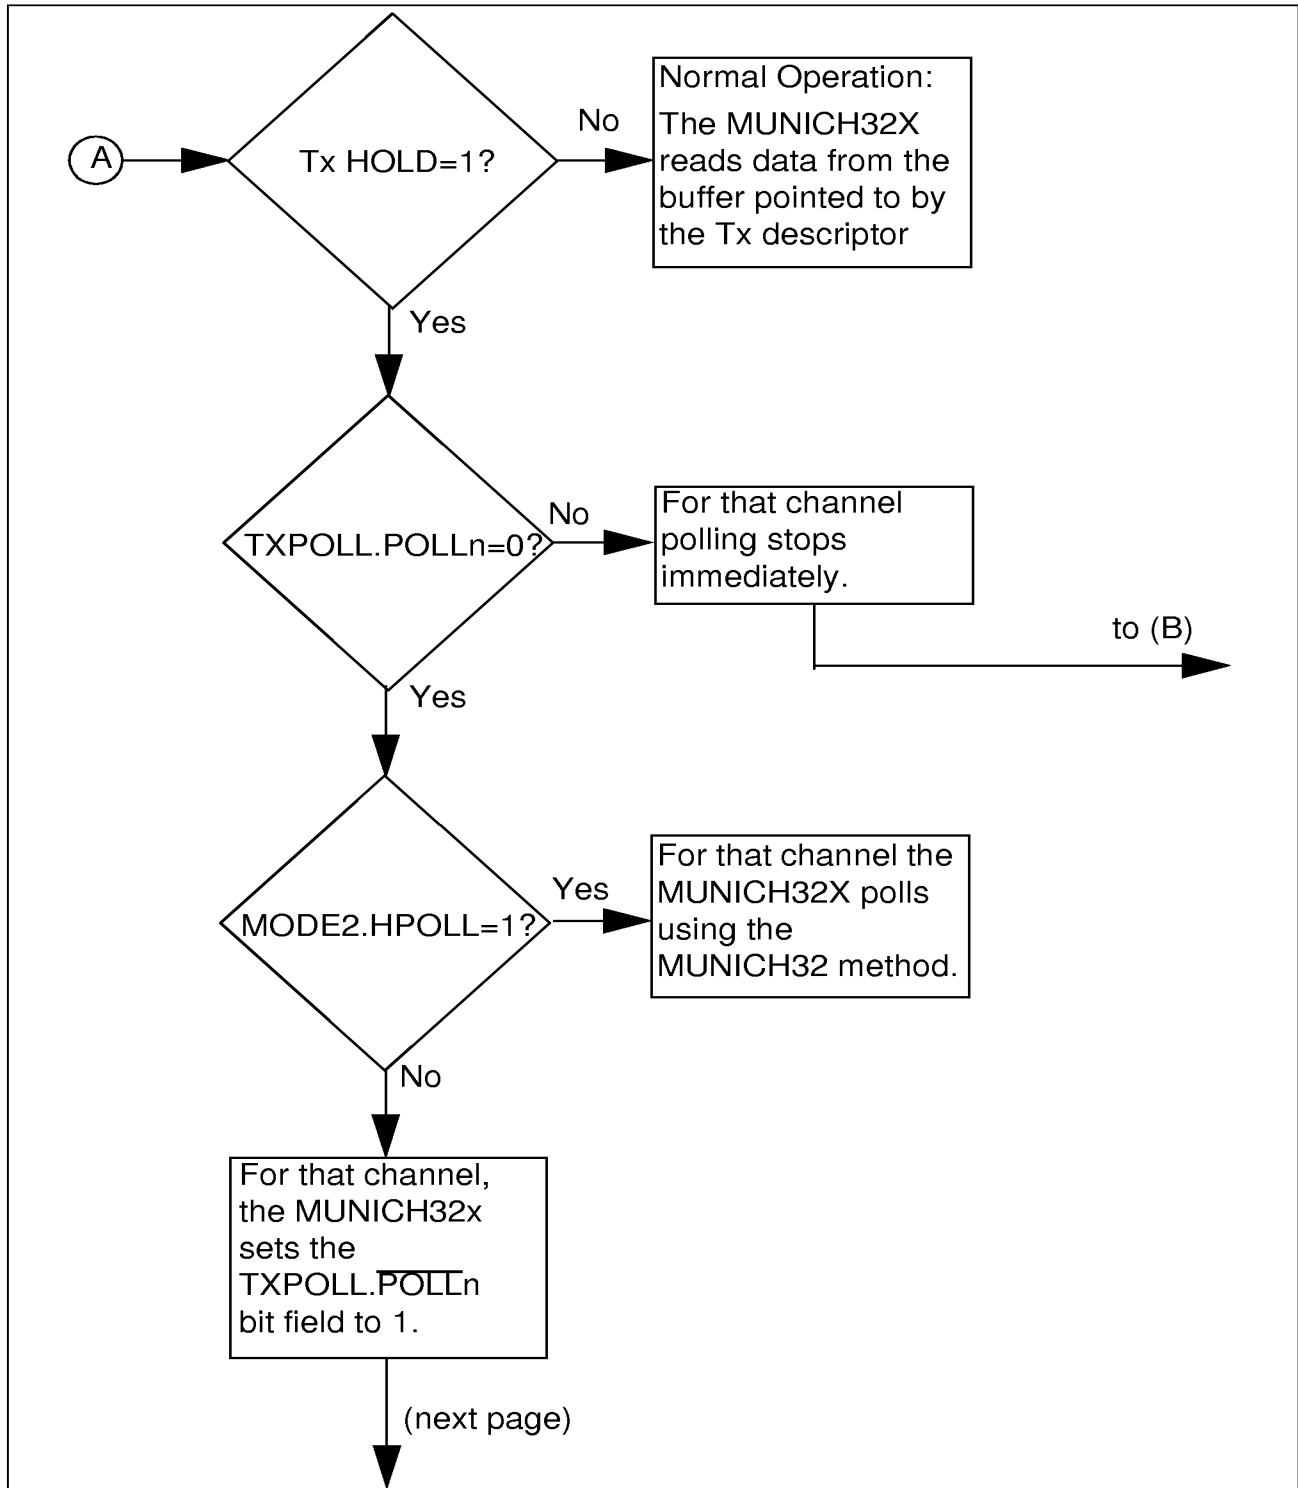 A
Tx HOLD=1?
No
Normal Operation:
The MUNICH32X
reads data from the
buffer pointed to by
the Tx descriptor
Yes
TXPOLL.POLLn=0?
No
For that channel
polling stops
immediately.
to (B)
Yes
MODE2.HPOLL=1?
Yes
For that channel the
MUNICH32X polls
using the
MUNICH32 method.
No
For that channel,
the MUNICH32x
sets the
TXPOLL.P̅O̅L̅L̅n
bit field to 1.
(next page)